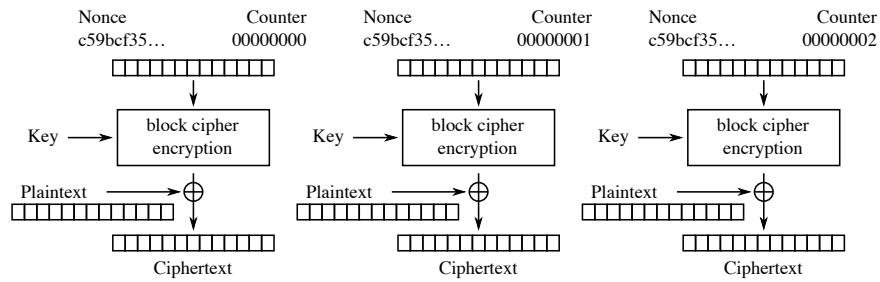 Nonce Counter
c59bcf35… 00000000
Key
block cipher
encryption
Plaintext
Ciphertext
Nonce Counter
c59bcf35… 00000001
Key
block cipher
encryption
Plaintext
Ciphertext
Nonce Counter
c59bcf35… 00000002
Key
block cipher
encryption
Plaintext
Ciphertext